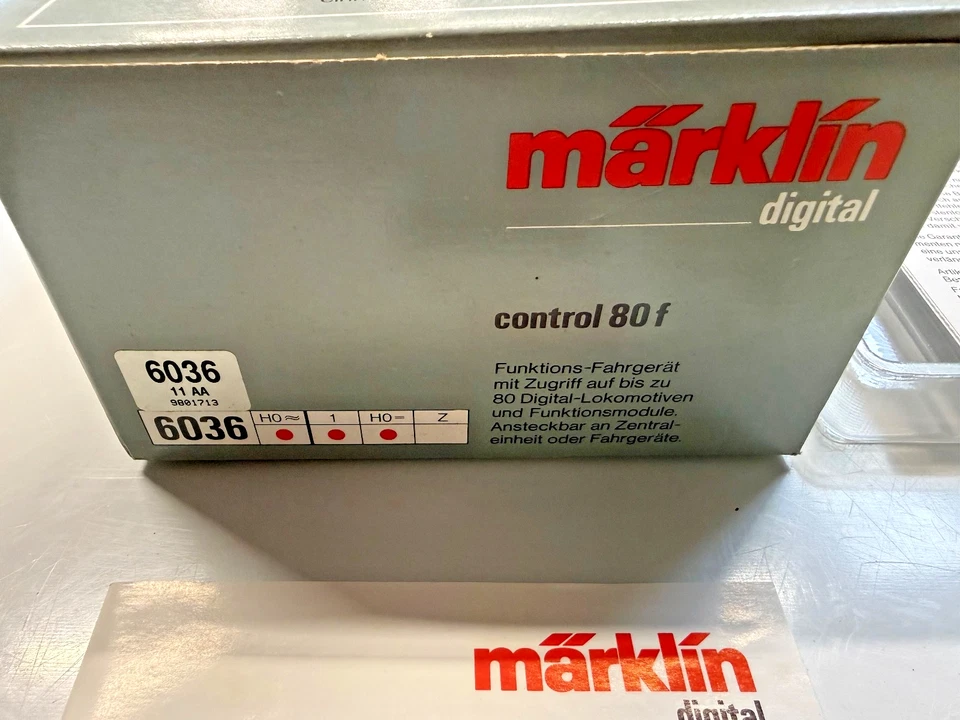 märklin
digital
control 80 f
Funktions-Fahrgerät
mit Zugriff auf bis zu
80 Digital-Lokomotiven
und Funktionsmodule.
Ansteckbar an Zentral-
einheit oder Fahrgeräte.
6036
11 AA
9801713
6036 H0≈ 1 H0= Z
märklin
digital